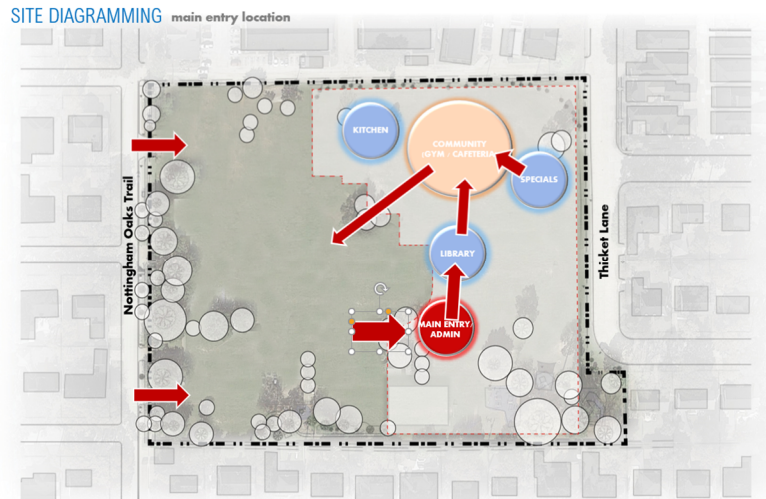 SITE DIAGRAMMING main entry location
KITCHEN
COMMUNITY
GYM - CAFETERIA
SPECIALS
LIBRARY
MAIN ENTRY/
ADMIN
Nottingham Oaks Trail
Thicket Lane